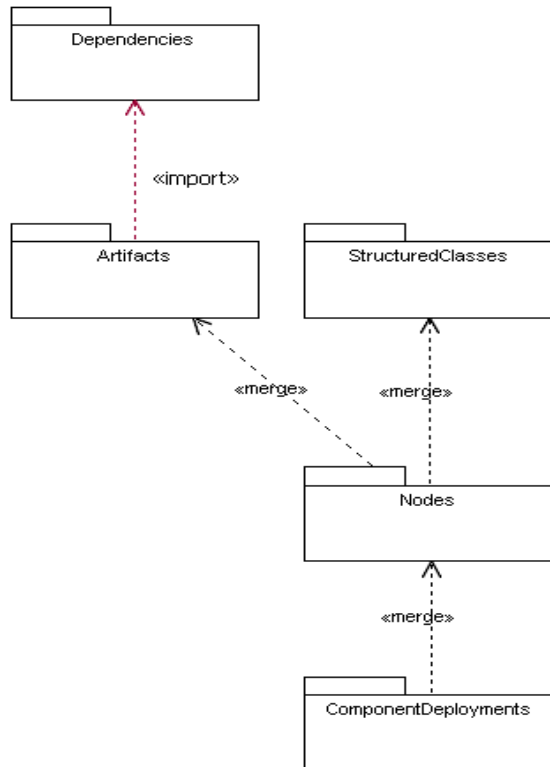 Dependencies
«import»
Artifacts
StructuredClasses
«merge»
«merge»
Nodes
«merge»
ComponentDeployments